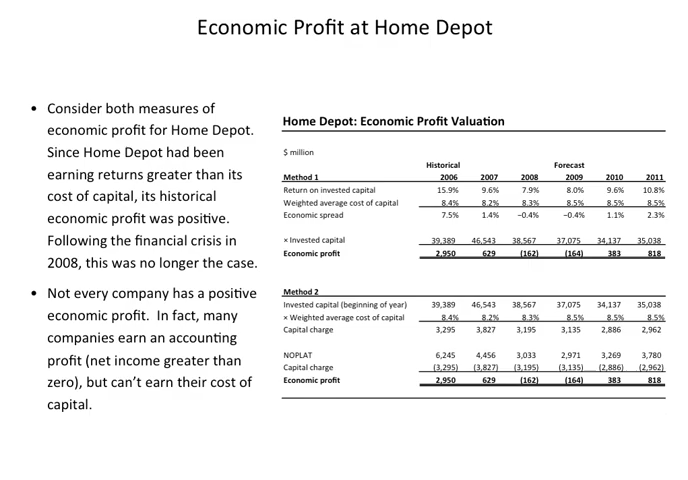 Economic Profit at Home Depot
• Consider both measures of
economic profit for Home Depot.
Since Home Depot had been
earning returns greater than its
cost of capital, its historical
economic profit was positive.
Following the financial crisis in
2008, this was no longer the case.
• Not every company has a positive
economic profit. In fact, many
companies earn an accounting
profit (net income greater than
zero), but can't earn their cost of
capital.
Home Depot: Economic Profit Valuation
$ million
Historical Forecast
Method 1 2006 2007 2008 2009 2010 2011
Return on invested capital 15.9% 9.6% 7.9% 8.0% 9.6% 10.8%
Weighted average cost of capital 8.4% 8.2% 8.3% 8.5% 8.5% 8.5%
Economic spread 7.5% 1.4% −0.4% −0.4% 1.1% 2.3%
× Invested capital 39,389 46,543 38,567 37,075 34,137 35,038
Economic profit 2,950 629 (162) (164) 383 818
Method 2
Invested capital (beginning of year) 39,389 46,543 38,567 37,075 34,137 35,038
× Weighted average cost of capital 8.4% 8.2% 8.3% 8.5% 8.5% 8.5%
Capital charge 3,295 3,827 3,195 3,135 2,886 2,962
NOPLAT 6,245 4,456 3,033 2,971 3,269 3,780
Capital charge (3,295) (3,827) (3,195) (3,135) (2,886) (2,962)
Economic profit 2,950 629 (162) (164) 383 818